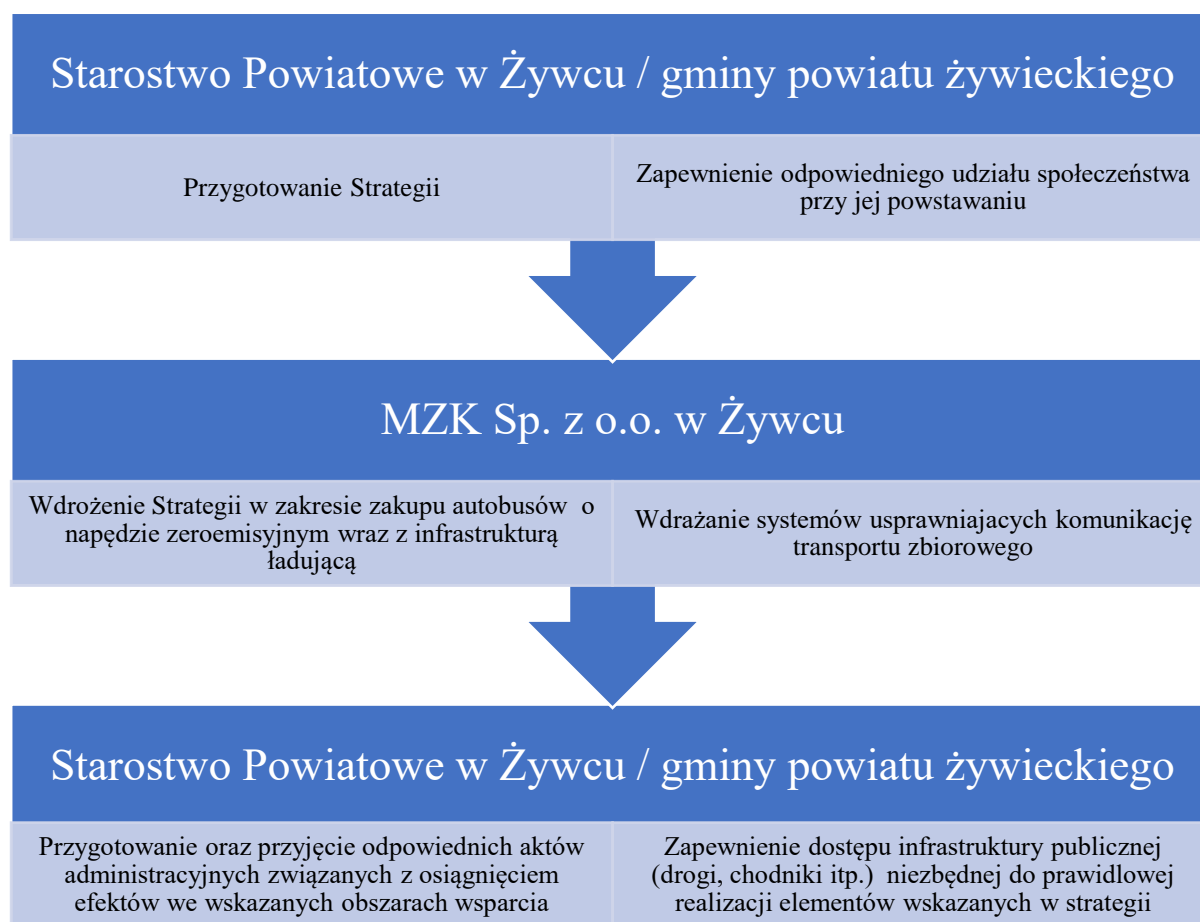 Starostwo Powiatowe w Żywcu / gminy powiatu żywieckiego
Przygotowanie Strategii
Zapewnienie odpowiedniego udziału społeczeństwa
przy jej powstawaniu
MZK Sp. z o.o. w Żywcu
Wdrożenie Strategii w zakresie zakupu autobusów o
napędzie zeroemisyjnym wraz z infrastrukturą
ładującą
Wdrażanie systemów usprawniajacych komunikację
transportu zbiorowego
Starostwo Powiatowe w Żywcu / gminy powiatu żywieckiego
Przygotowanie oraz przyjęcie odpowiednich aktów
administracyjnych związanych z osiągnięciem
efektów we wskazanych obszarach wsparcia
Zapewnienie dostępu infrastruktury publicznej
(drogi, chodniki itp.) niezbędnej do prawidlowej
realizacji elementów wskazanych w strategii